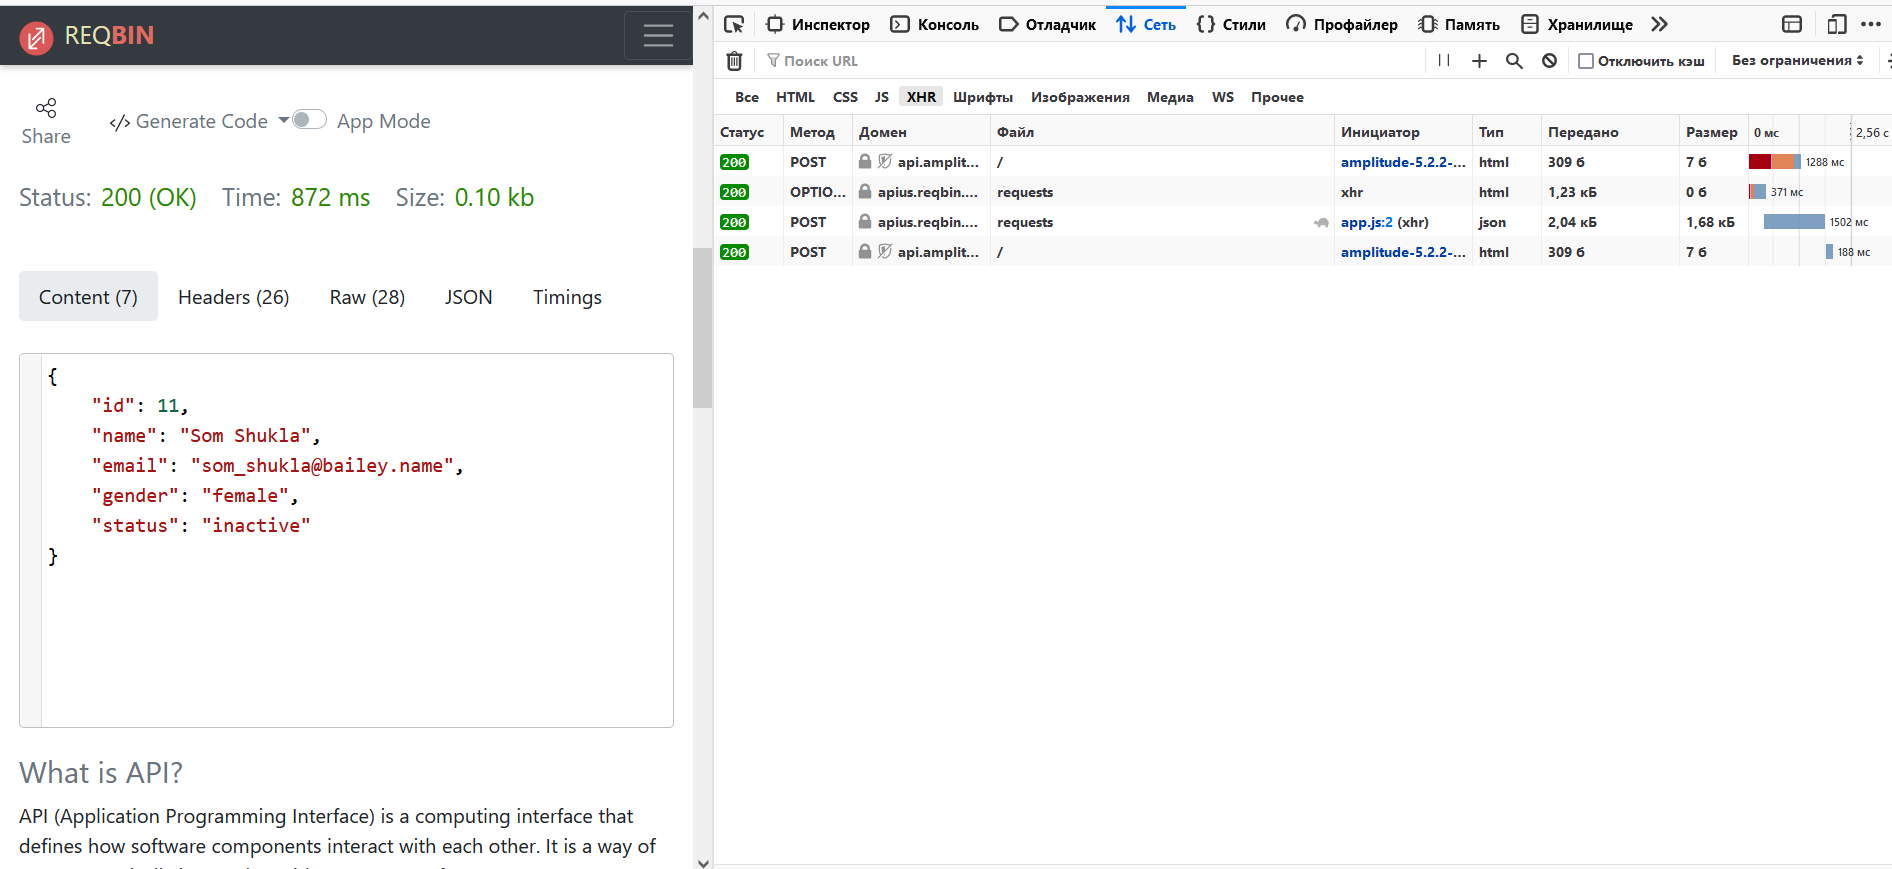 REQBIN
Share
</> Generate Code
App Mode
Status: 200 (OK) Time: 872 ms Size: 0.10 kb
Content (7) Headers (26) Raw (28) JSON Timings
{
"id": 11,
"name": "Som Shukla",
"email": "som_shukla@bailey.name",
"gender": "female",
"status": "inactive"
}
What is API?
API (Application Programming Interface) is a computing interface that
defines how software components interact with each other. It is a way of
Инспектор Консоль Отладчик Сеть Стили Профайлер Память Хранилище
Поиск URL Отключить кэш Без ограничения
Все HTML CSS JS XHR Шрифты Изображения Медиа WS Прочее
Статус Метод Домен Файл Инициатор Тип Передано Размер 0 мс 2,56 с
200 POST api.amplit... / amplitude-5.2.2-... html 309 б 7 б 1288 мс
200 OPTIO... apius.reqbin.... requests xhr html 1,23 кБ 0 б 371 мс
200 POST apius.reqbin.... requests app.js:2 (xhr) json 2,04 кБ 1,68 кБ 1502 мс
200 POST api.amplit... / amplitude-5.2.2-... html 309 б 7 б 188 мс